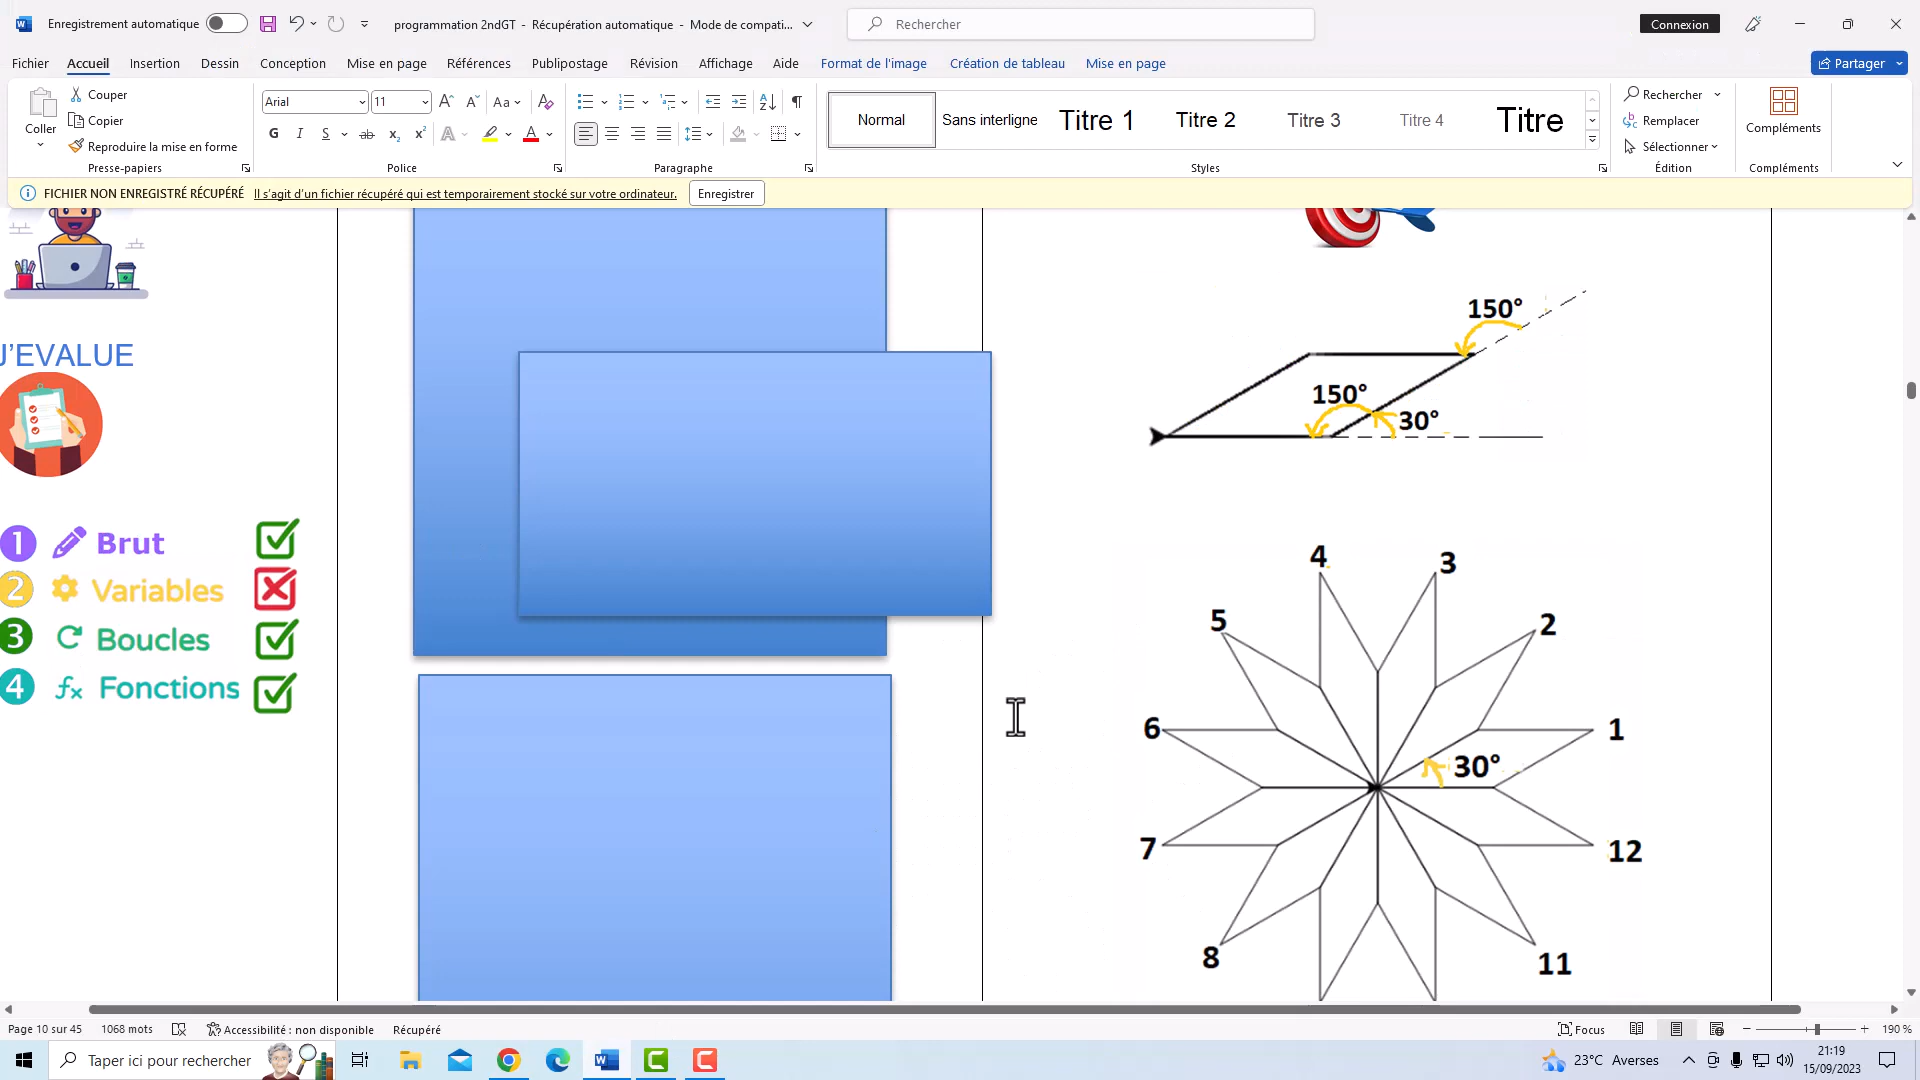 Enregistrement automatique
programmation 2ndGT - Récupération automatique - Mode de compati...
Rechercher
Connexion
Fichier Accueil Insertion Dessin Conception Mise en page Références Publipostage Révision Affichage Aide Format de l'image Création de tableau Mise en page
Partager
Coller
Couper
Copier
Reproduire la mise en forme
Presse-papiers
Arial 11
Police
Paragraphe
Normal Sans interligne Titre 1 Titre 2 Titre 3 Titre 4 Titre
Styles
Rechercher
Remplacer
Sélectionner
Édition
Compléments
Compléments
FICHIER NON ENREGISTRÉ RÉCUPÉRÉ Il s'agit d'un fichier récupéré qui est temporairement stocké sur votre ordinateur. Enregistrer
J'EVALUE
1 Brut
2 Variables
3 Boucles
4 fx Fonctions
150°
150°
30°
4
3
5
2
6
1
30°
7
12
8
11
Page 10 sur 45 1068 mots Accessibilité : non disponible Récupéré
Focus
190 %
Taper ici pour rechercher
23°C Averses
21:19
15/09/2023